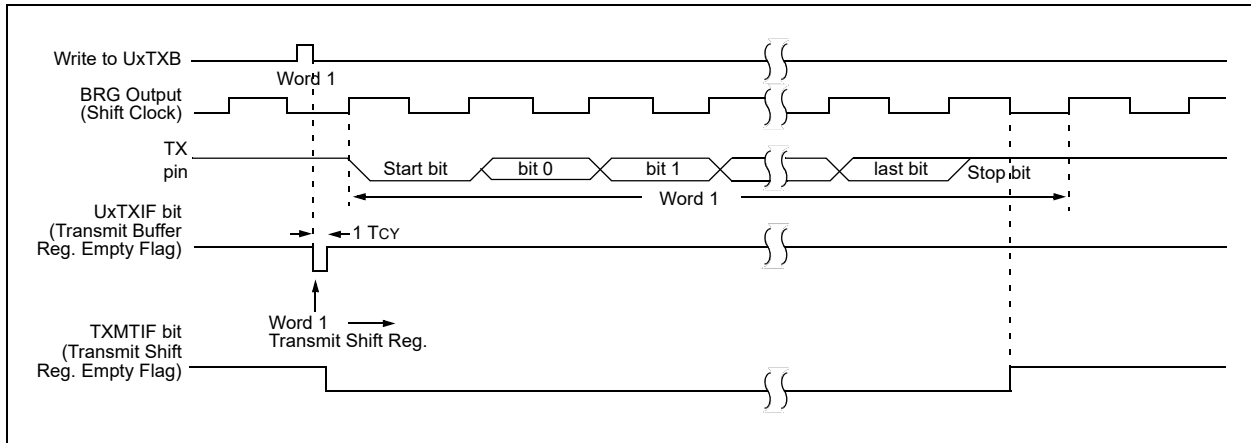 Write to UxTXB
Word 1
BRG Output
(Shift Clock)
TX
pin
Start bit
bit 0
bit 1
last bit
Stop bit
Word 1
UxTXIF bit
(Transmit Buffer
Reg. Empty Flag)
1 TCY
Word 1
Transmit Shift Reg.
TXMTIF bit
(Transmit Shift
Reg. Empty Flag)